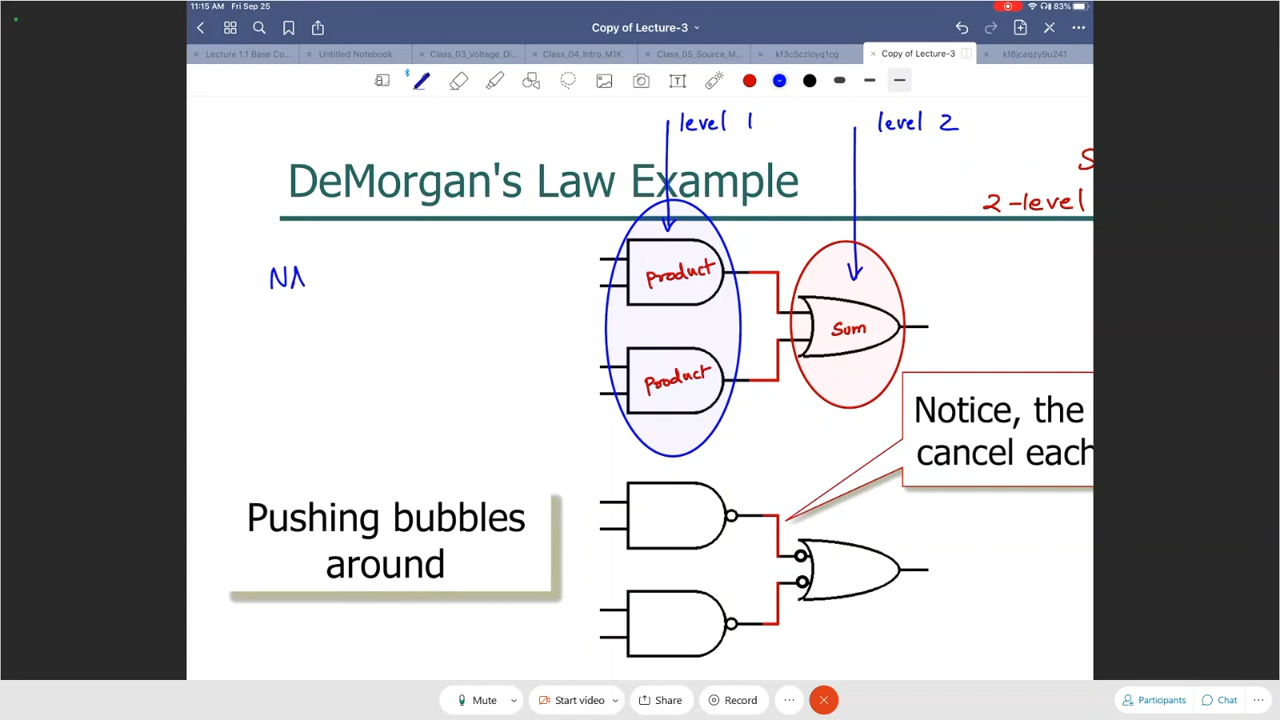 11:15 AM Fri Sep 25
83%
Copy of Lecture-3
Lecture 1.1 Base Co...
Untitled Notebook
Class_03_Voltage_Di...
Class_04_Intro_M1K
Class_05_Source_M...
kf3c5czloyq1cg
Copy of Lecture-3
kf8jcaqzy9u241
level 1
level 2
DeMorgan's Law Example
S
2-level
NA
Product
Sum
Product
Notice, the
cancel each
Pushing bubbles
around
Mute
Start video
Share
Record
Participants
Chat